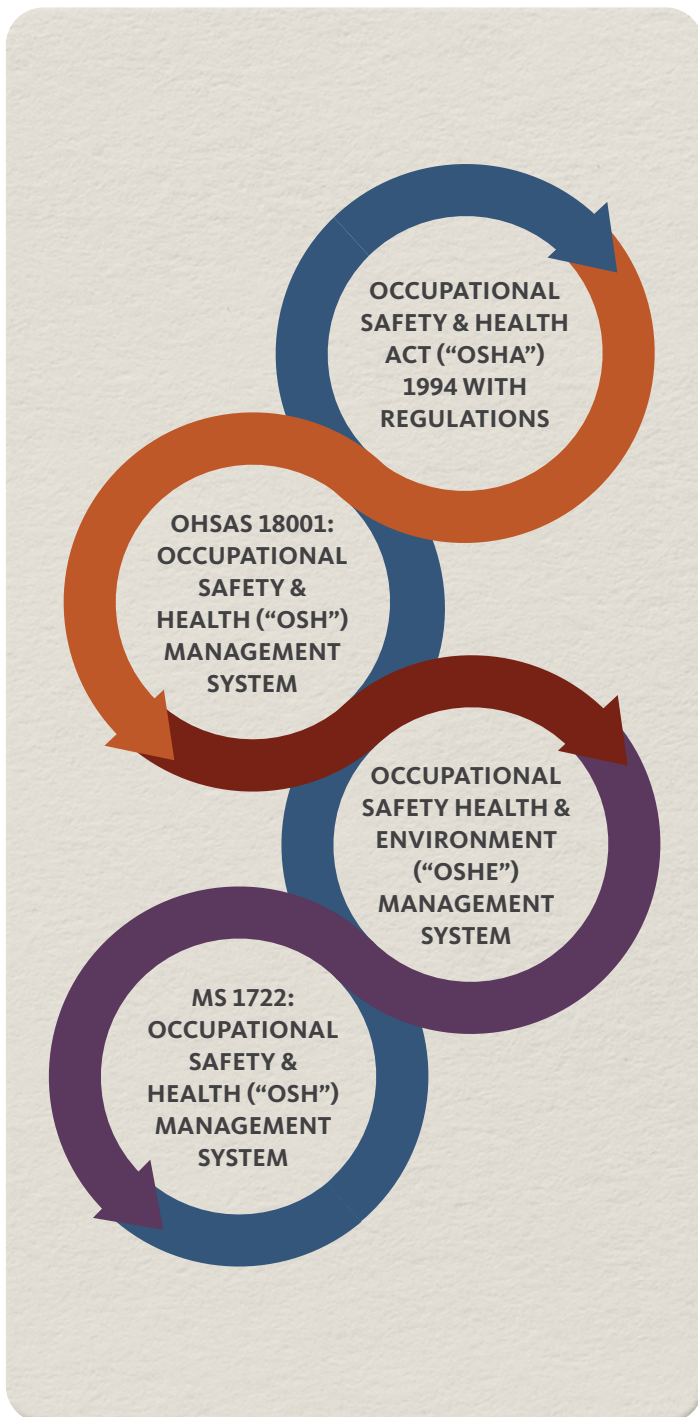 OCCUPATIONAL
SAFETY & HEALTH
ACT (“OSHA”)
1994 WITH
REGULATIONS
OHSAS 18001:
OCCUPATIONAL
SAFETY &
HEALTH (“OSH”)
MANAGEMENT
SYSTEM
OCCUPATIONAL
SAFETY HEALTH &
ENVIRONMENT
(“OSHE”)
MANAGEMENT
SYSTEM
MS 1722:
OCCUPATIONAL
SAFETY &
HEALTH (“OSH”)
MANAGEMENT
SYSTEM